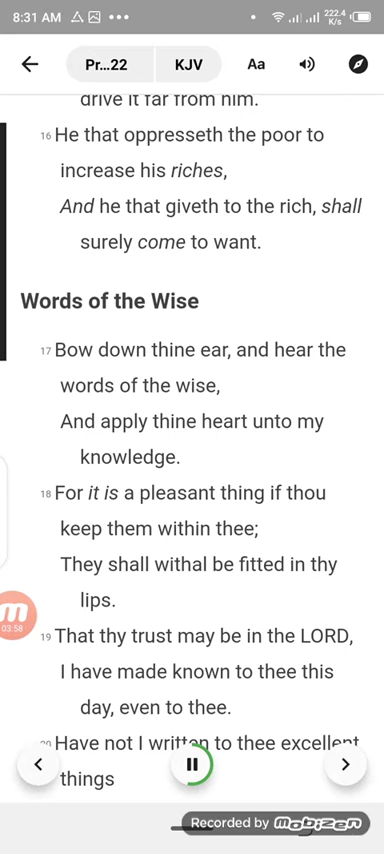 8:31 AM
222.4
K/s
Pr...22 KJV Aa
drive it far from him.
16 He that oppresseth the poor to
increase his riches,
And he that giveth to the rich, shall
surely come to want.
Words of the Wise
17 Bow down thine ear, and hear the
words of the wise,
And apply thine heart unto my
knowledge.
18 For it is a pleasant thing if thou
keep them within thee;
They shall withal be fitted in thy
lips.
19 That thy trust may be in the LORD,
I have made known to thee this
day, even to thee.
20 Have not I written to thee excellent
things
03:58
Recorded by mobizen